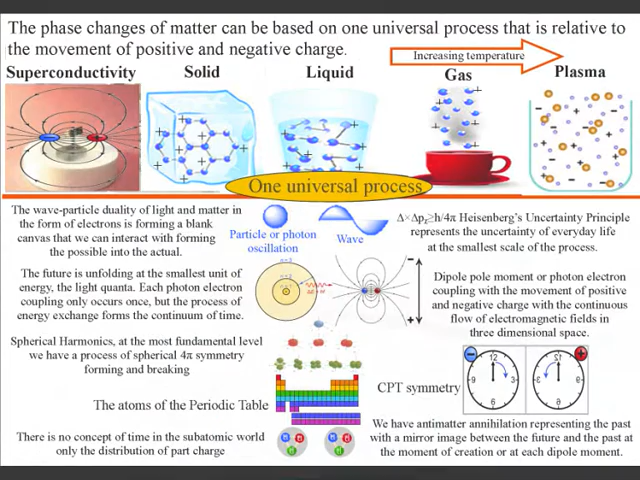 The phase changes of matter can be based on one universal process that is relative to
the movement of positive and negative charge.
Increasing temperature
Superconductivity
Solid
Liquid
Gas
Plasma
One universal process
The wave-particle duality of light and matter in
the form of electrons is forming a blank
canvas that we can interact with forming
the possible into the actual.
Particle or photon
oscillation
Wave
Δ×Δpₓ≥h/4π Heisenberg's Uncertainty Principle
represents the uncertainty of everyday life
at the smallest scale of the process.
The future is unfolding at the smallest unit of
energy, the light quanta. Each photon electron
coupling only occurs once, but the process of
energy exchange forms the continuum of time.
Dipole pole moment or photon electron
coupling with the movement of positive
and negative charge with the continuous
flow of electromagnetic fields in
three dimensional space.
Spherical Harmonics, at the most fundamental level
we have a process of spherical 4π symmetry
forming and breaking
CPT symmetry
12
3
6
9
12
3
6
9
The atoms of the Periodic Table
There is no concept of time in the subatomic world
only the distribution of part charge
We have antimatter annihilation representing the past
with a mirror image between the future and the past at
the moment of creation or at each dipole moment.